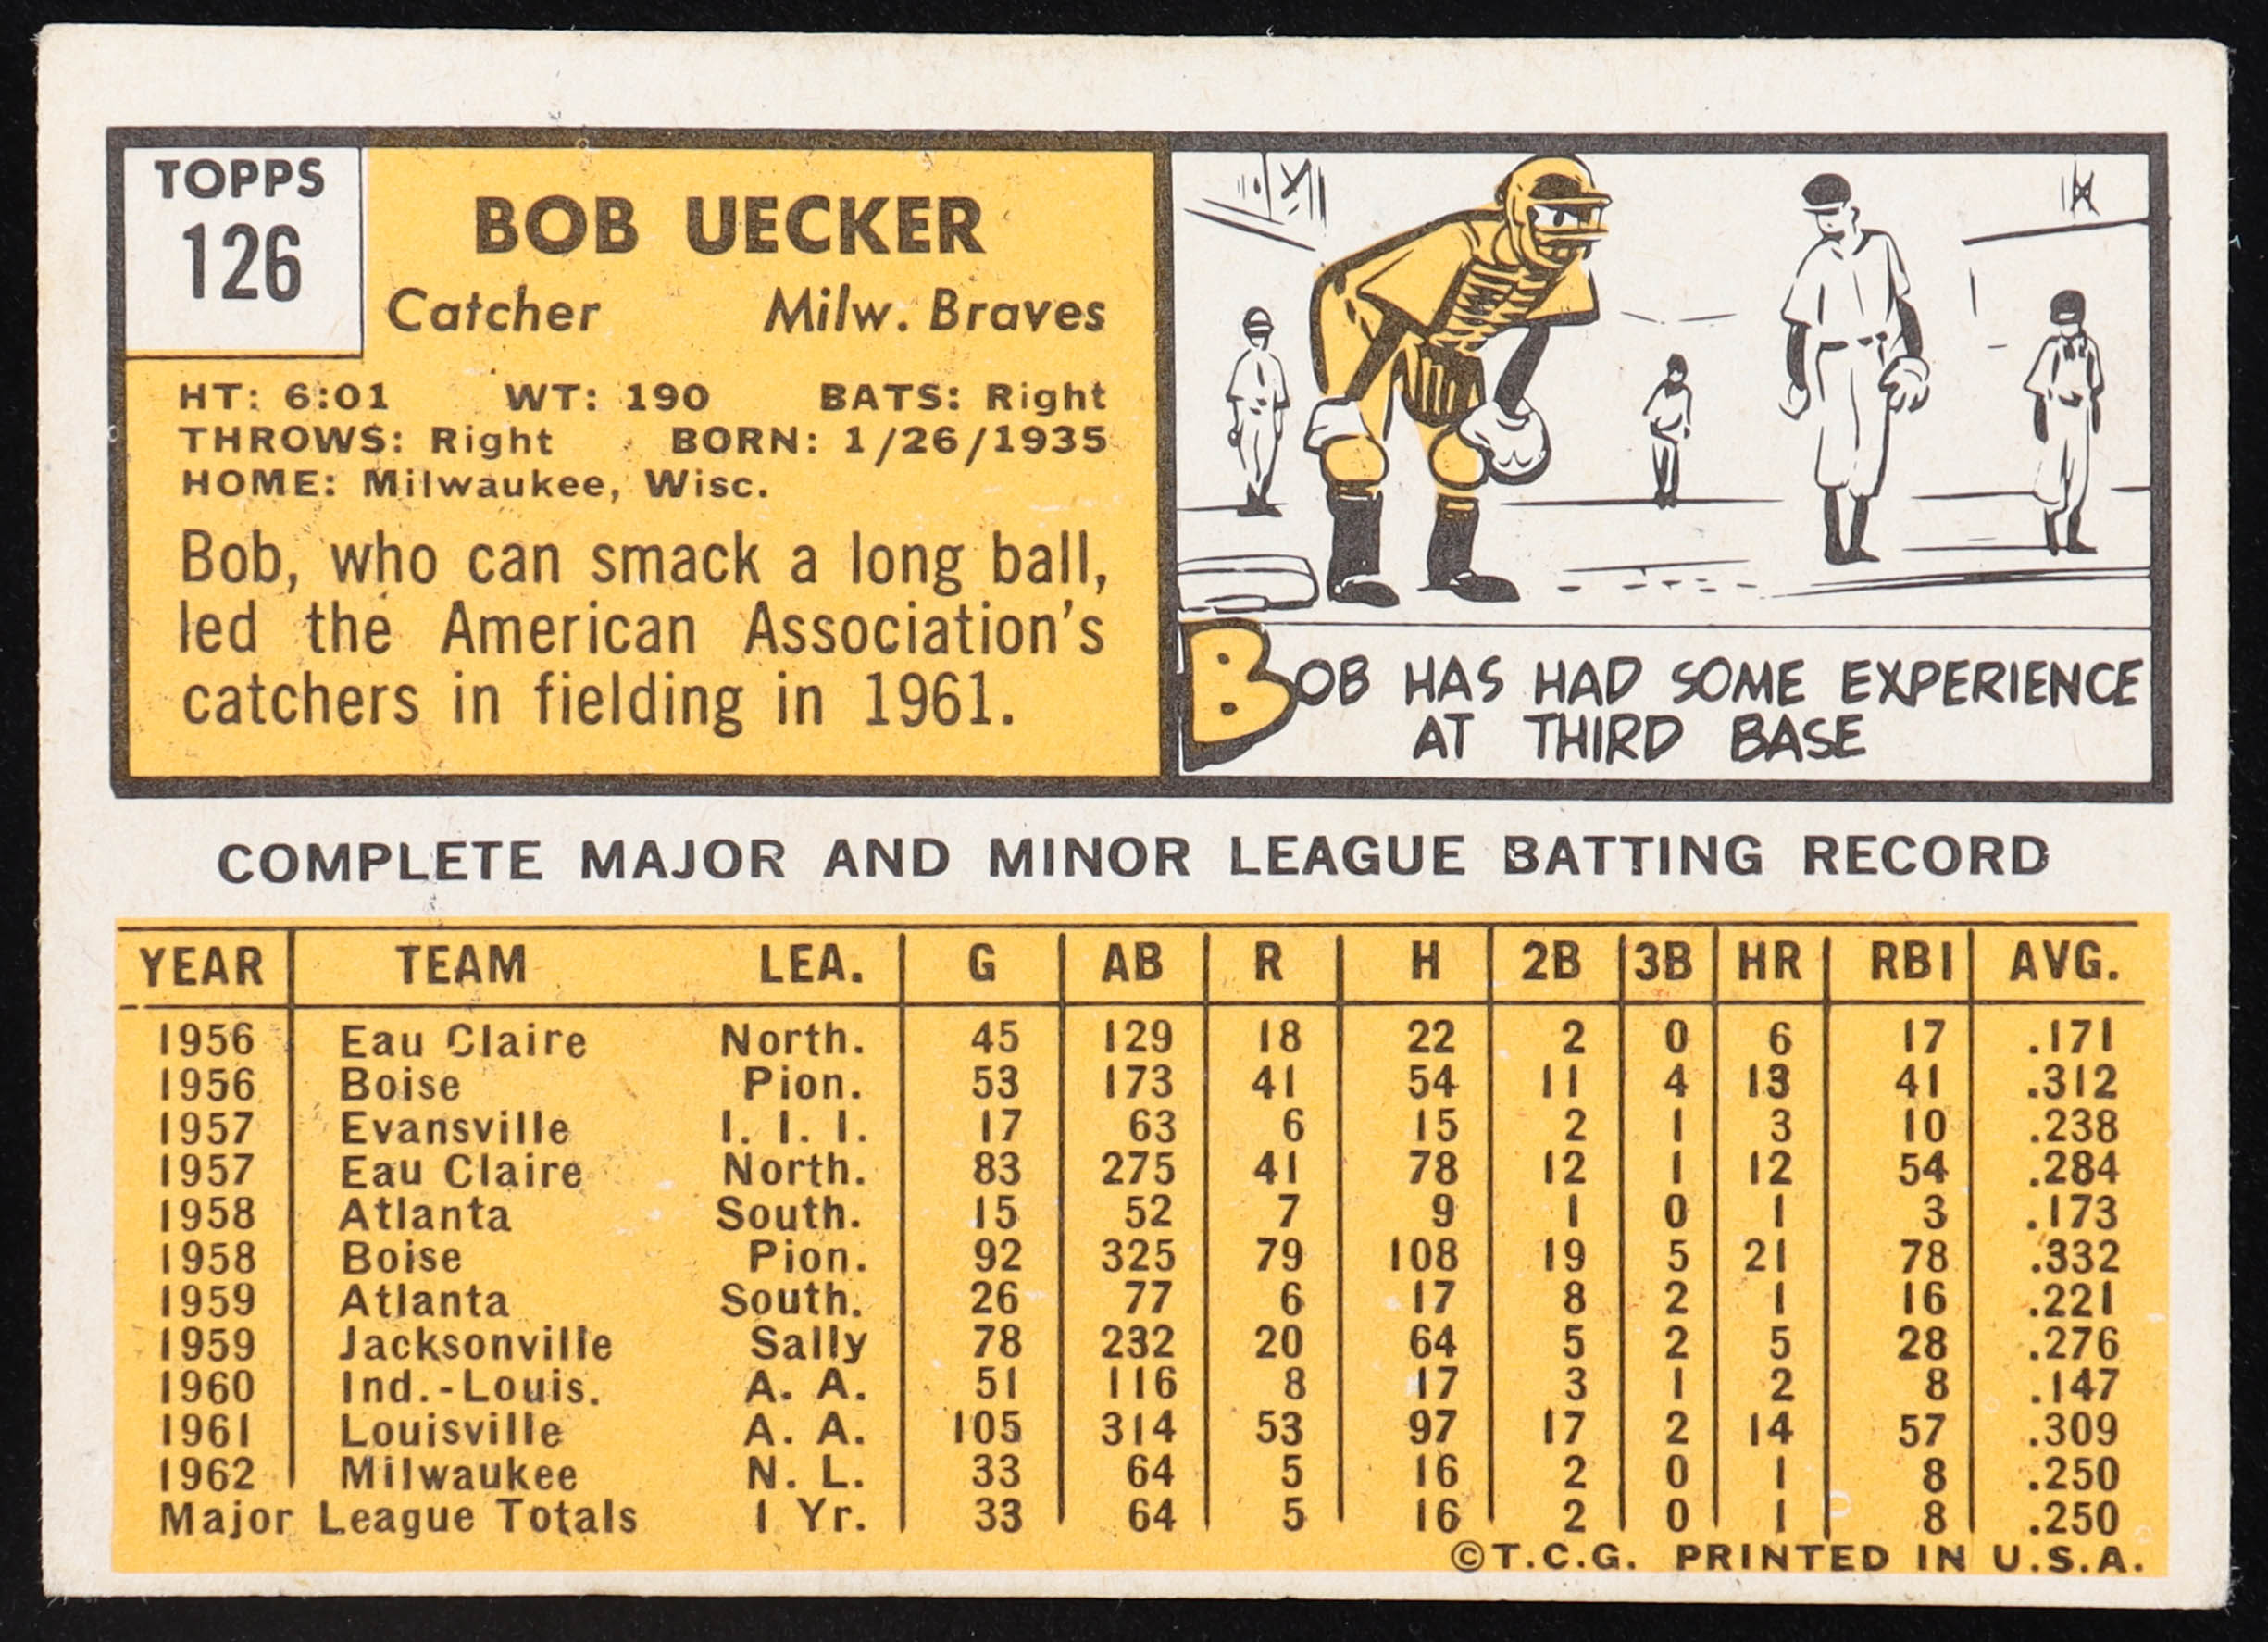 TOPPS
126
BOB UECKER
Catcher Milw. Braves
HT: 6:01 WT: 190 BATS: Right
THROWS: Right BORN: 1/26/1935
HOME: Milwaukee, Wisc.
Bob, who can smack a long ball,
led the American Association's
catchers in fielding in 1961.
BOB HAS HAD SOME EXPERIENCE
AT THIRD BASE
COMPLETE MAJOR AND MINOR LEAGUE BATTING RECORD
YEAR TEAM LEA. G AB R H 2B 3B HR RBI AVG.
1956 Eau Claire North. 45 129 18 22 2 0 6 17 .171
1956 Boise Pion. 53 173 41 54 11 4 13 41 .312
1957 Evansville I. I. I. 17 63 6 15 2 1 3 10 .238
1957 Eau Claire North. 83 275 41 78 12 1 12 54 .284
1958 Atlanta South. 15 52 7 9 1 0 1 3 .173
1958 Boise Pion. 92 325 79 108 19 5 21 78 .332
1959 Atlanta South. 26 77 6 17 8 2 1 16 .221
1959 Jacksonville Sally 78 232 20 64 5 2 5 28 .276
1960 Ind.-Louis. A. A. 51 116 8 17 3 1 2 8 .147
1961 Louisville A. A. 105 314 53 97 17 2 14 57 .309
1962 Milwaukee N. L. 33 64 5 16 2 0 1 8 .250
Major League Totals 1 Yr. 33 64 5 16 2 0 1 8 .250
©T.C.G. PRINTED IN U.S.A.